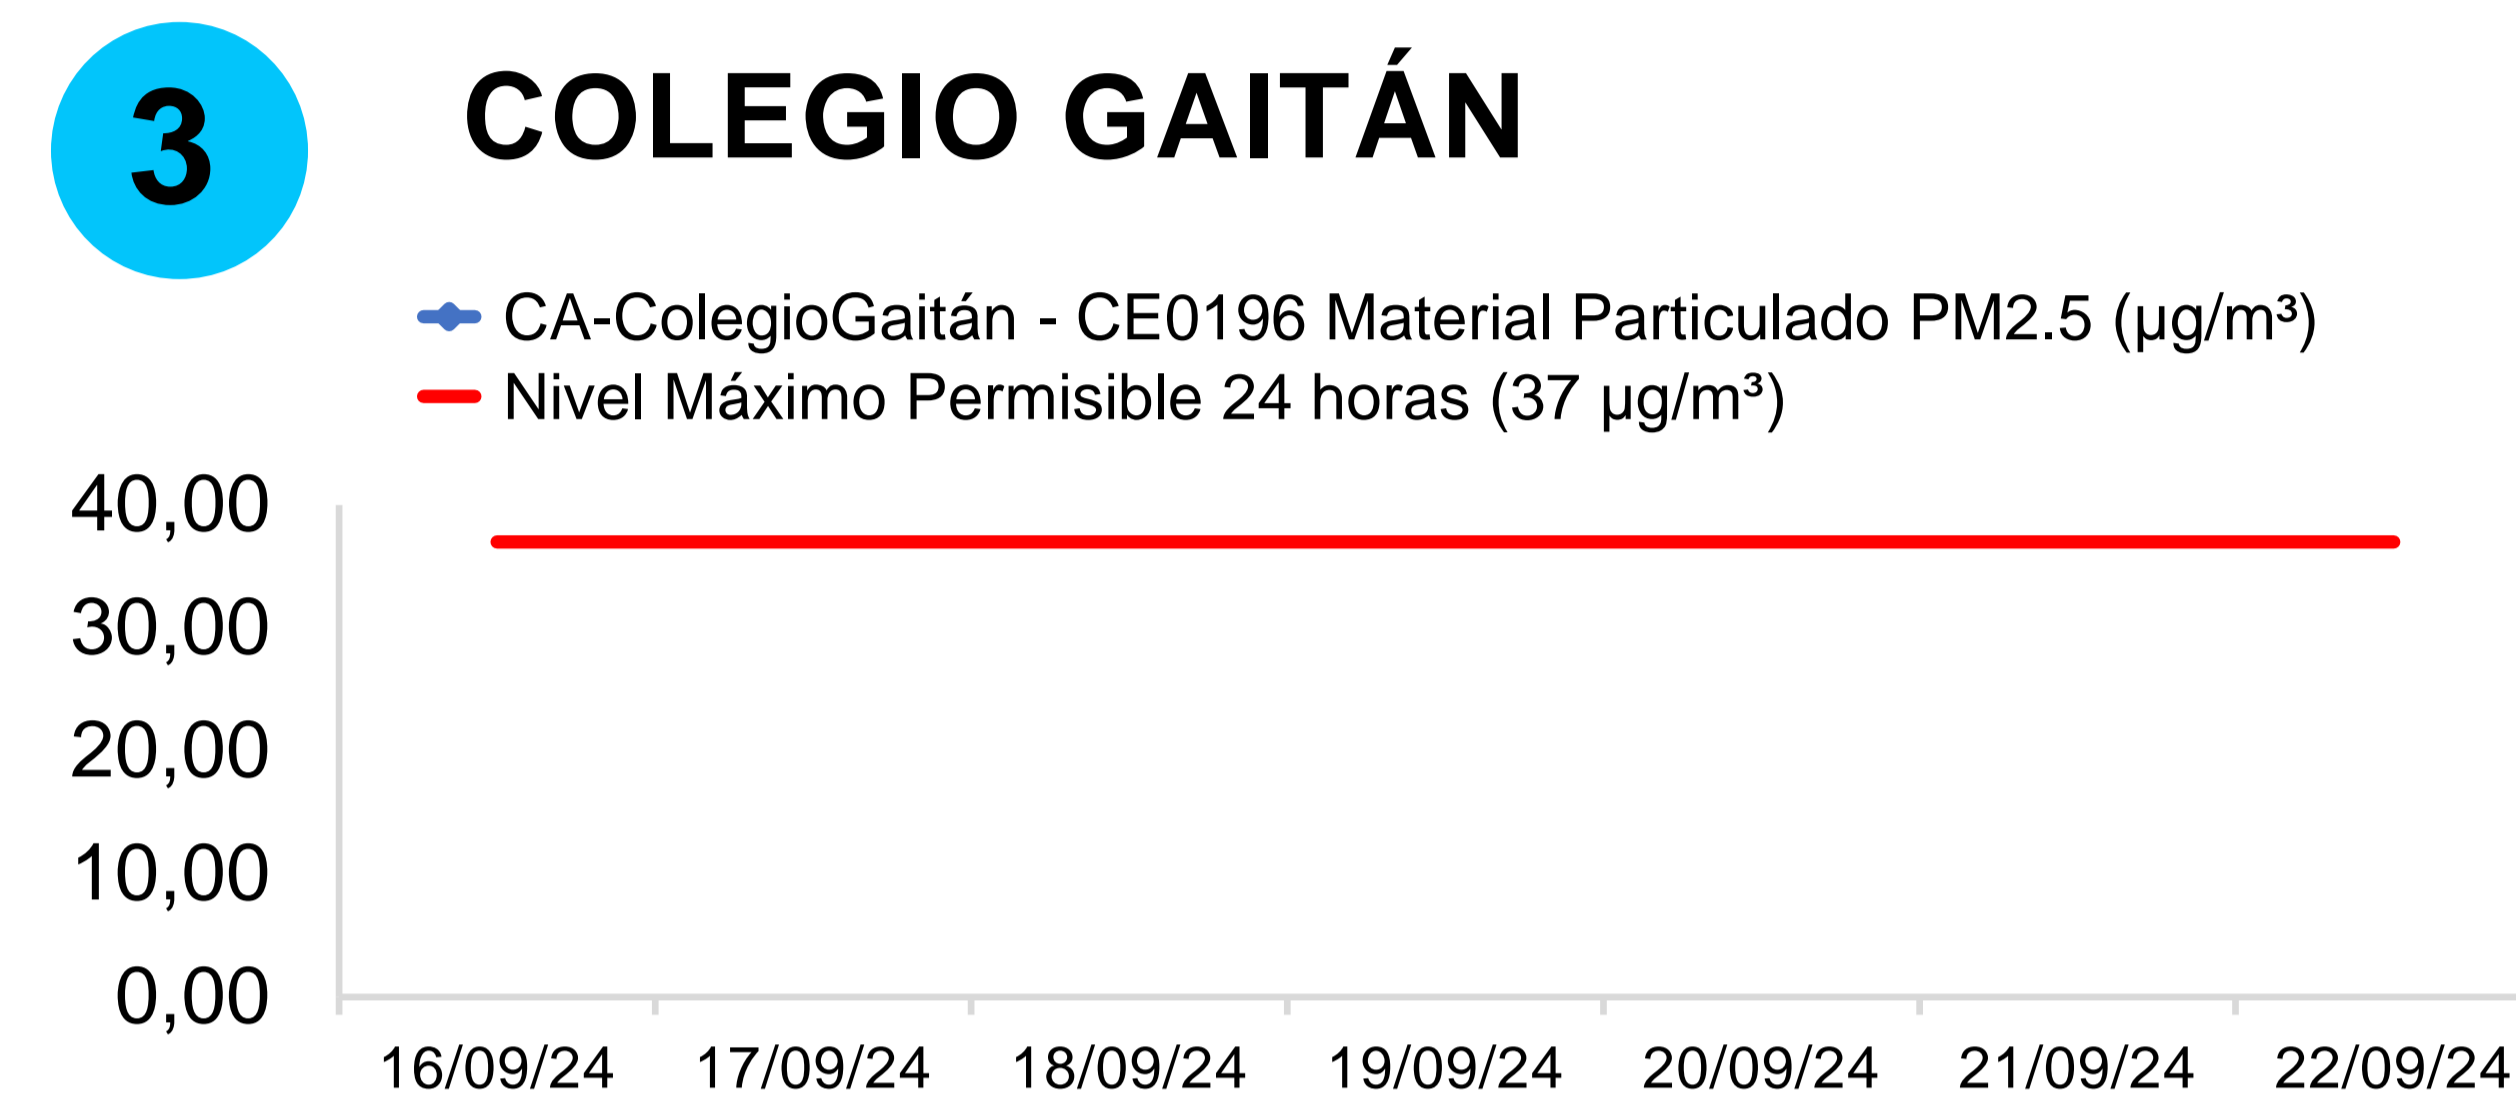 3
COLEGIO GAITÁN
CA-ColegioGaitán - CE0196 Material Particulado PM2.5 (µg/m³)
Nivel Máximo Permisible 24 horas (37 µg/m³)
40,00
30,00
20,00
10,00
0,00
16/09/24 17/09/24 18/09/24 19/09/24 20/09/24 21/09/24 22/09/24